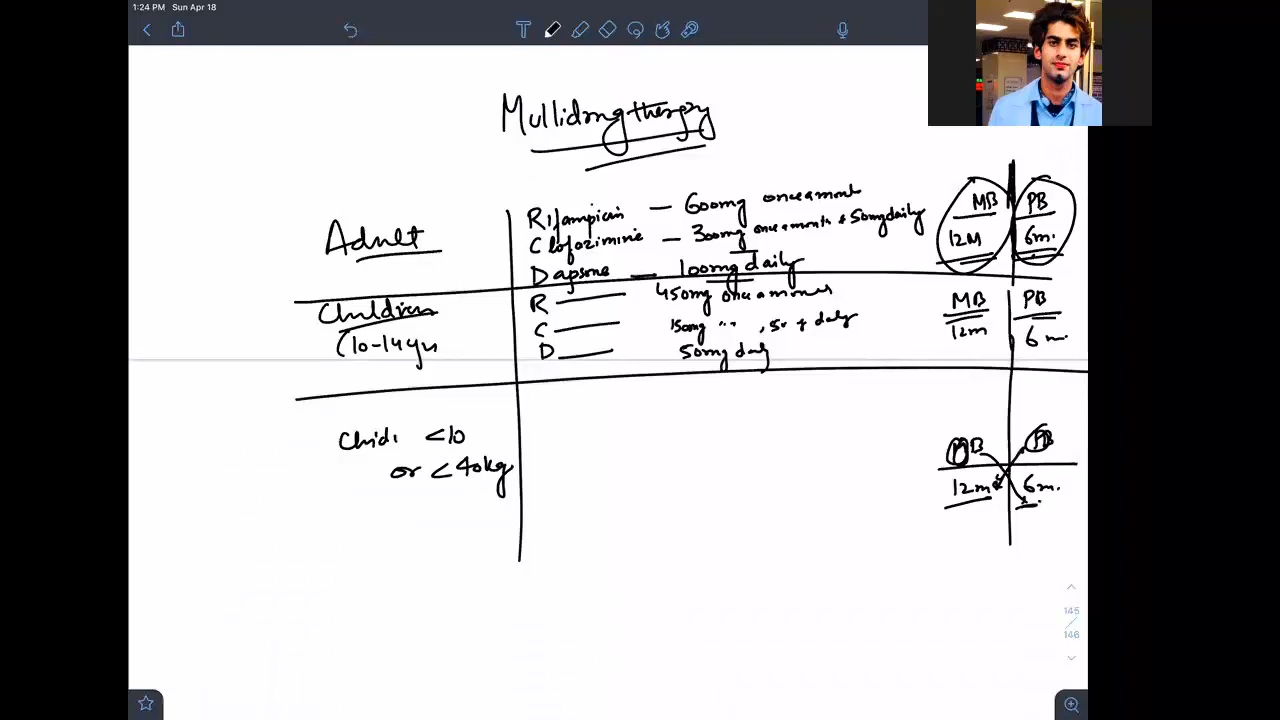 1:24 PM Sun Apr 18
Multidrug therapy
Adult
Rifampicin — 600mg once a month
Clofazimine — 300mg once a month & 50mg daily
Dapsone — 100mg daily
MB PB
12M 6m.
Children
(10-14yrs
R 450mg once a month
C 150mg " " , 50 daily
D 50mg daily
MB PB
12m 6m.
Child. <10
or <40kg
MB PB
12m 6m.
145
146